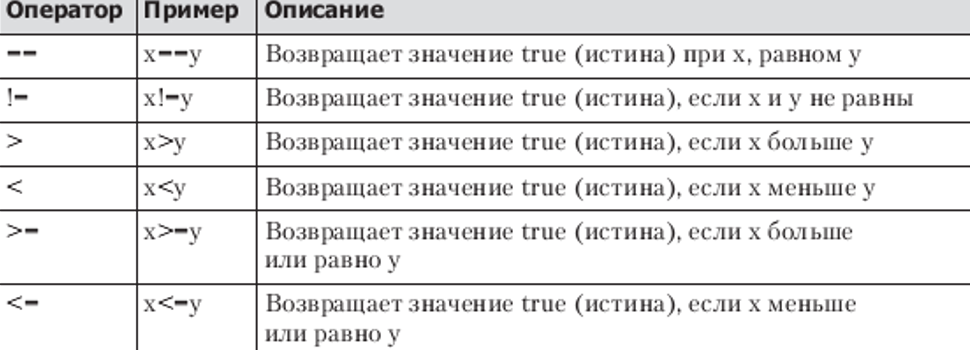 Оператор Пример Описание
== x==y Возвращает значение true (истина) при x, равном y
!= x!=y Возвращает значение true (истина), если x и y не равны
> x>y Возвращает значение true (истина), если x больше y
< x<y Возвращает значение true (истина), если x меньше y
>= x>=y Возвращает значение true (истина), если x больше
или равно y
<= x<=y Возвращает значение true (истина), если x меньше
или равно y